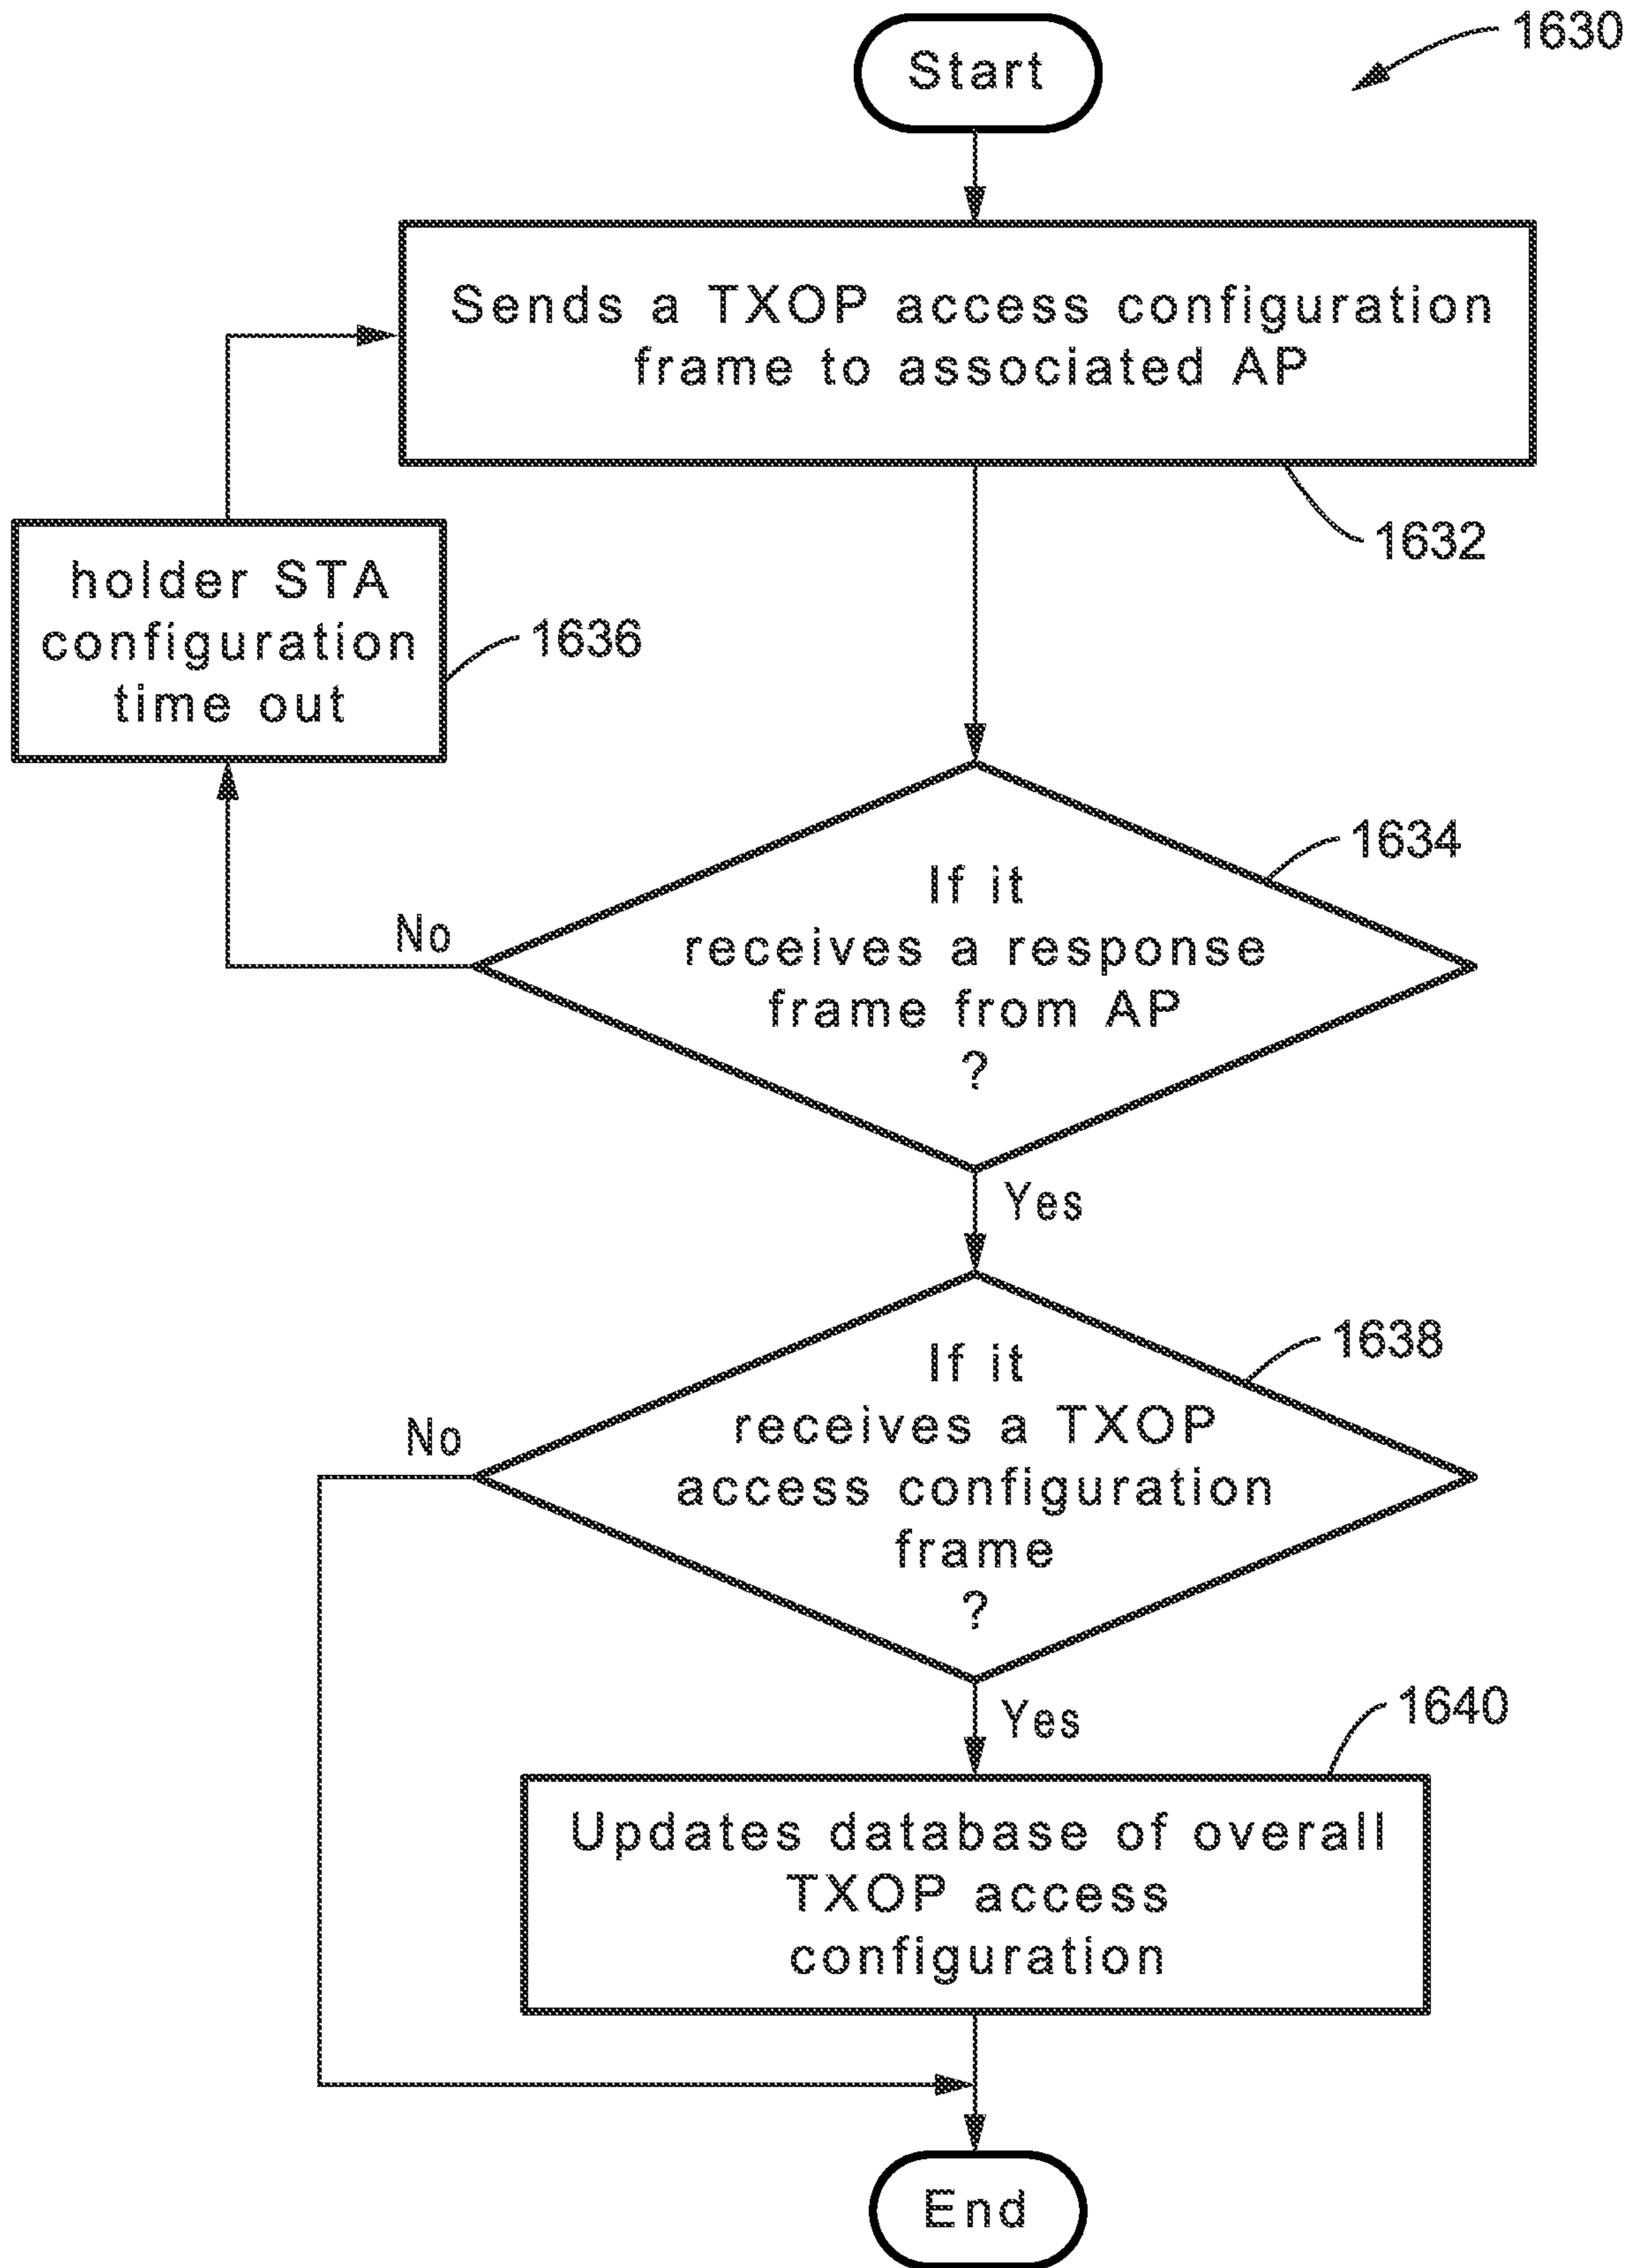 1630
Start
Sends a TXOP access configuration
frame to associated AP
1632
holder STA
configuration
time out
1636
1634
If it
receives a response
frame from AP
?
No
Yes
1638
If it
receives a TXOP
access configuration
frame
?
No
Yes
1640
Updates database of overall
TXOP access
configuration
End